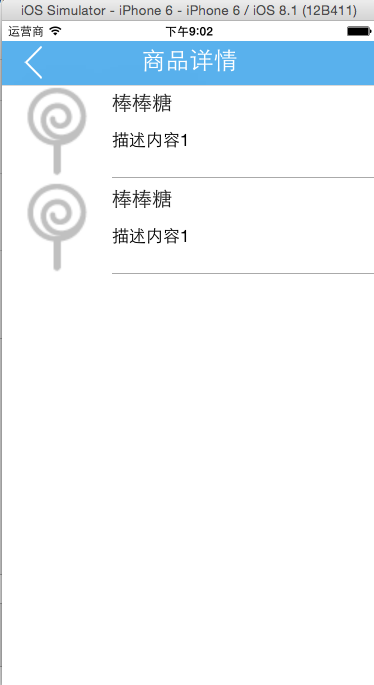 iOS Simulator - iPhone 6 - iPhone 6 / iOS 8.1 (12B411)
运营商 下午9:02
商品详情
棒棒糖
描述内容1
棒棒糖
描述内容1